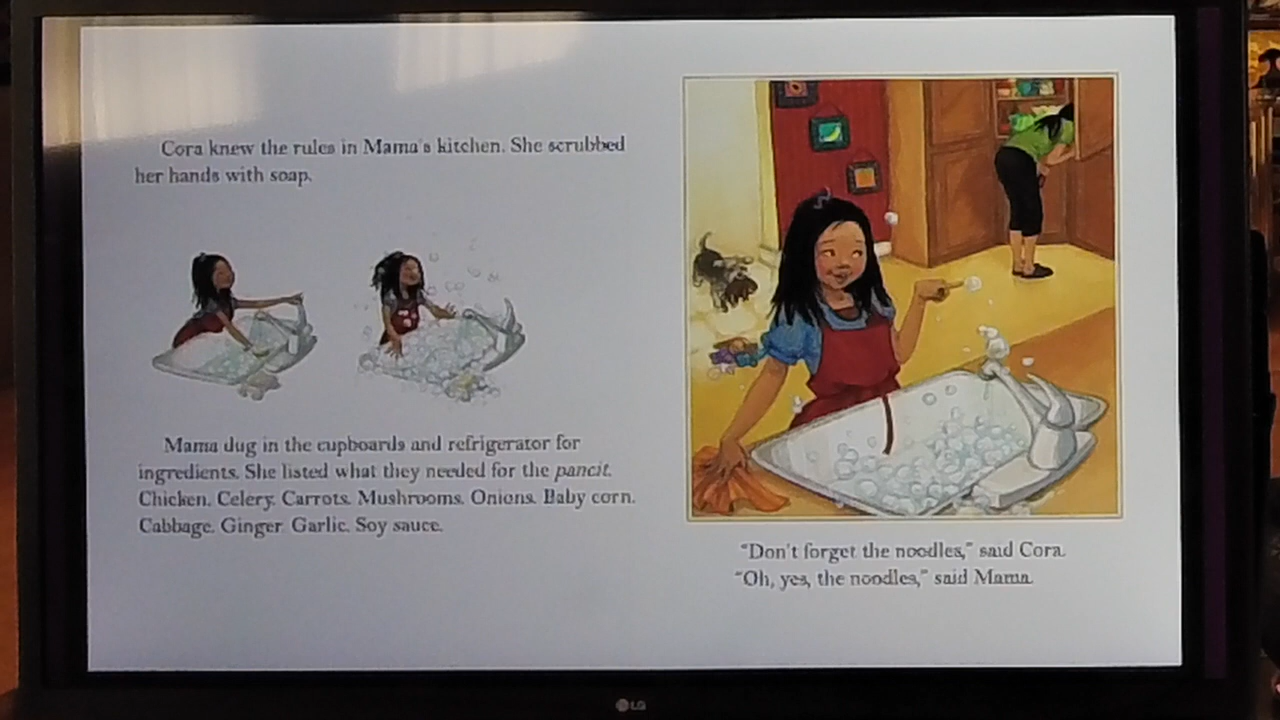 Cora knew the rules in Mama's kitchen. She scrubbed
her hands with soap.
Mama dug in the cupboards and refrigerator for
ingredients. She listed what they needed for the pancit.
Chicken. Celery. Carrots. Mushrooms. Onions. Baby corn.
Cabbage. Ginger. Garlic. Soy sauce.
"Don't forget the noodles," said Cora.
"Oh, yes, the noodles," said Mama.
LG